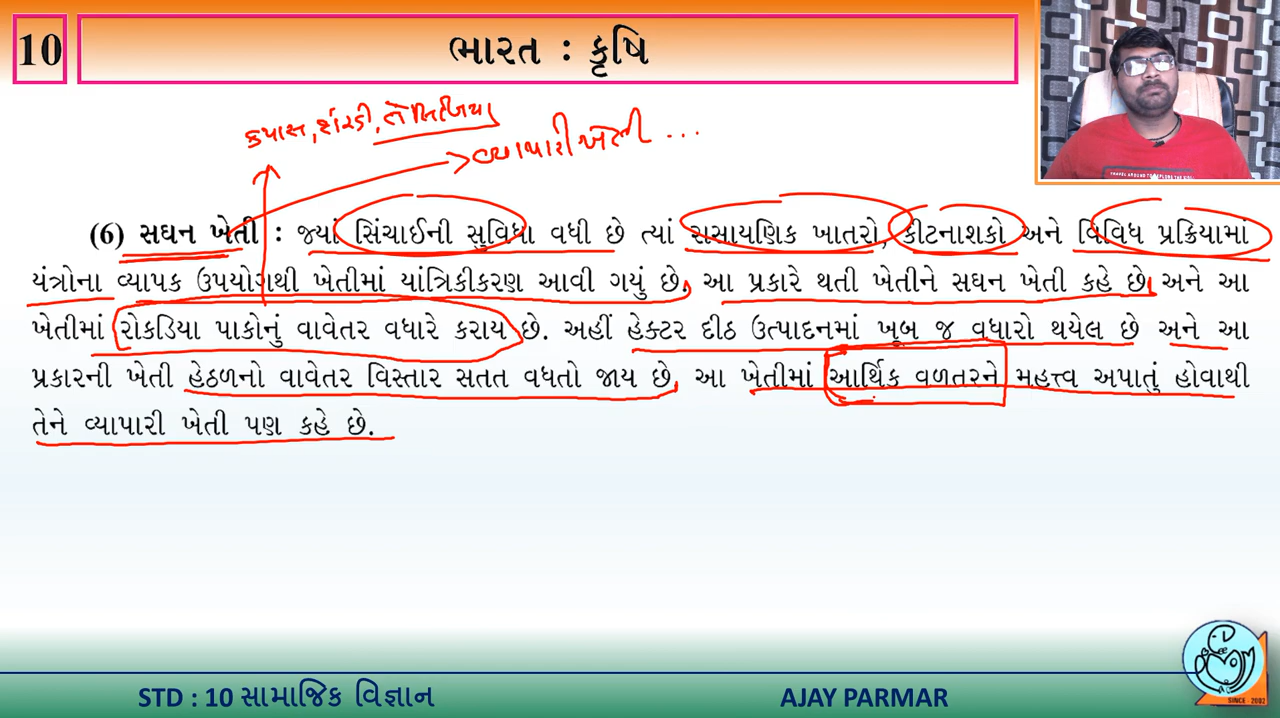 10
ભારત : કૃષિ
કપાસ, શેરડી, તેલિબિયા
વ્યાપારી ખેતી ...
(6) સઘન ખેતી : જ્યાં સિંચાઈની સુવિધા વધી છે ત્યાં રાસાયણિક ખાતરો, કીટનાશકો અને વિવિધ પ્રક્રિયામાં
યંત્રોના વ્યાપક ઉપયોગથી ખેતીમાં યાંત્રિકીકરણ આવી ગયું છે. આ પ્રકારે થતી ખેતીને સઘન ખેતી કહે છે. અને આ
ખેતીમાં રોકડિયા પાકોનું વાવેતર વધારે કરાય છે. અહીં હેક્ટર દીઠ ઉત્પાદનમાં ખૂબ જ વધારો થયેલ છે અને આ
પ્રકારની ખેતી હેઠળનો વાવેતર વિસ્તાર સતત વધતો જાય છે. આ ખેતીમાં આર્થિક વળતરને મહત્ત્વ અપાતું હોવાથી
તેને વ્યાપારી ખેતી પણ કહે છે.
STD : 10 સામાજિક વિજ્ઞાન
AJAY PARMAR
SINCE 2002